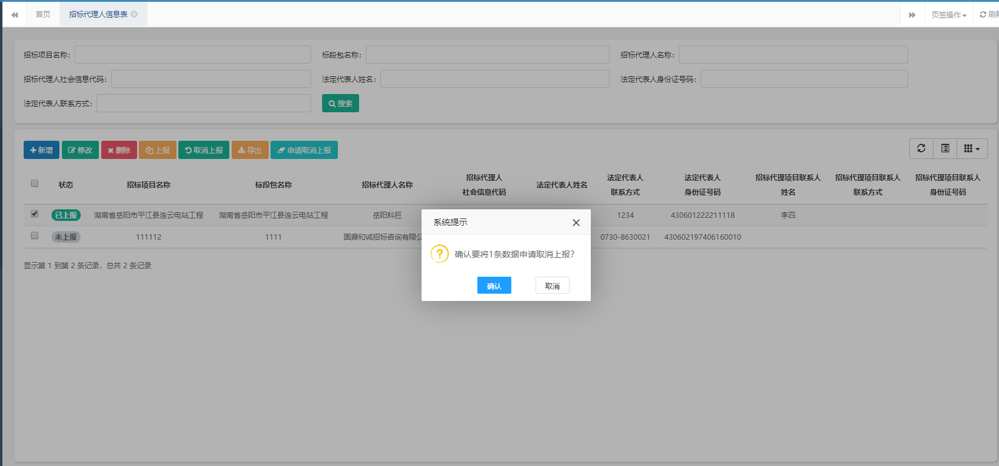 首页 招标代理人信息表 页签操作
招标项目名称： 标段包名称： 招标代理人名称：
招标代理人社会信息代码： 法定代表人姓名： 法定代表人身份证号码：
法定代表人联系方式： 搜索
新增 修改 删除 上报 取消上报 导出 申请取消上报
状态 招标项目名称 标段包名称 招标代理人名称 招标代理人 社会信息代码 法定代表人姓名 法定代表人 联系方式 法定代表人 身份证号码 招标代理项目联系人 姓名 招标代理项目联系人 联系方式 招标代理项目联系人 身份证号码
已上报 湖南省岳阳市平江县连云电站工程 湖南省岳阳市平江县连云电站工程 岳阳科巨 1234 430601222211118 李四
未上报 111112 1111 国鼎和诚招标咨询有限 0730-8630021 430602197406160010
显示第 1 到第 2 条记录，总共 2 条记录
系统提示
确认要将1条数据申请取消上报？
确认 取消